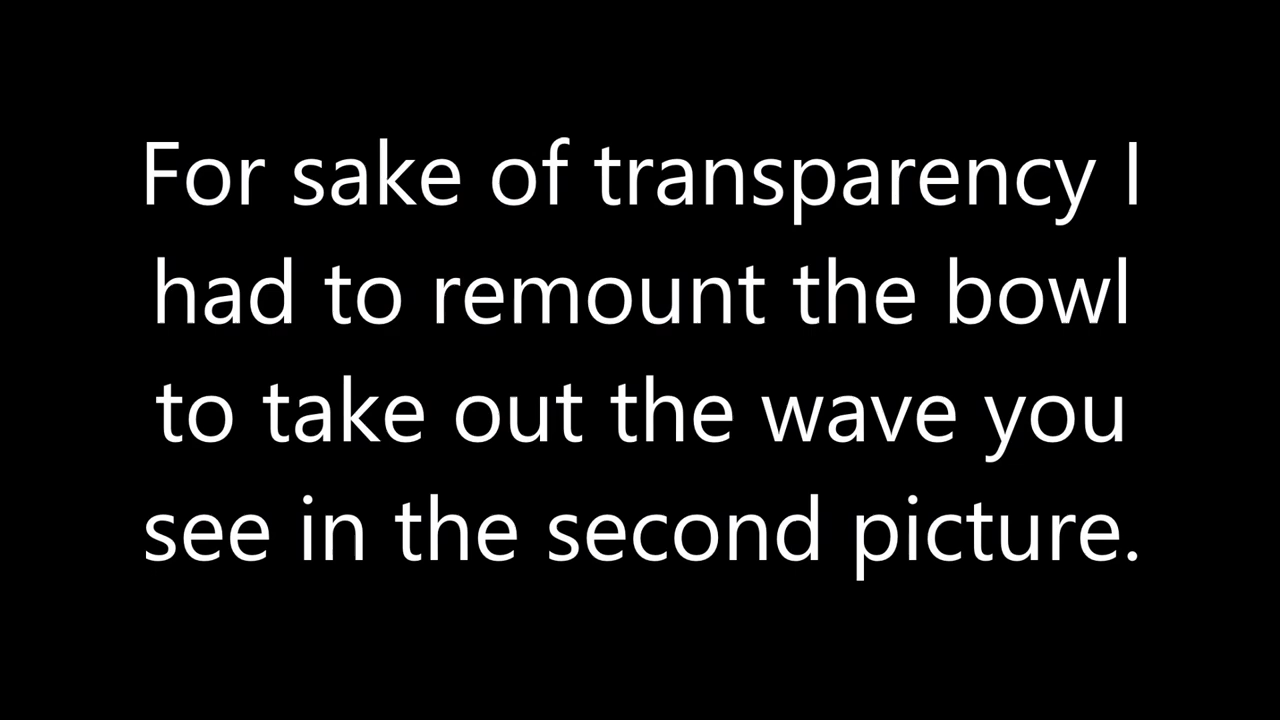 For sake of transparency I
had to remount the bowl
to take out the wave you
see in the second picture.